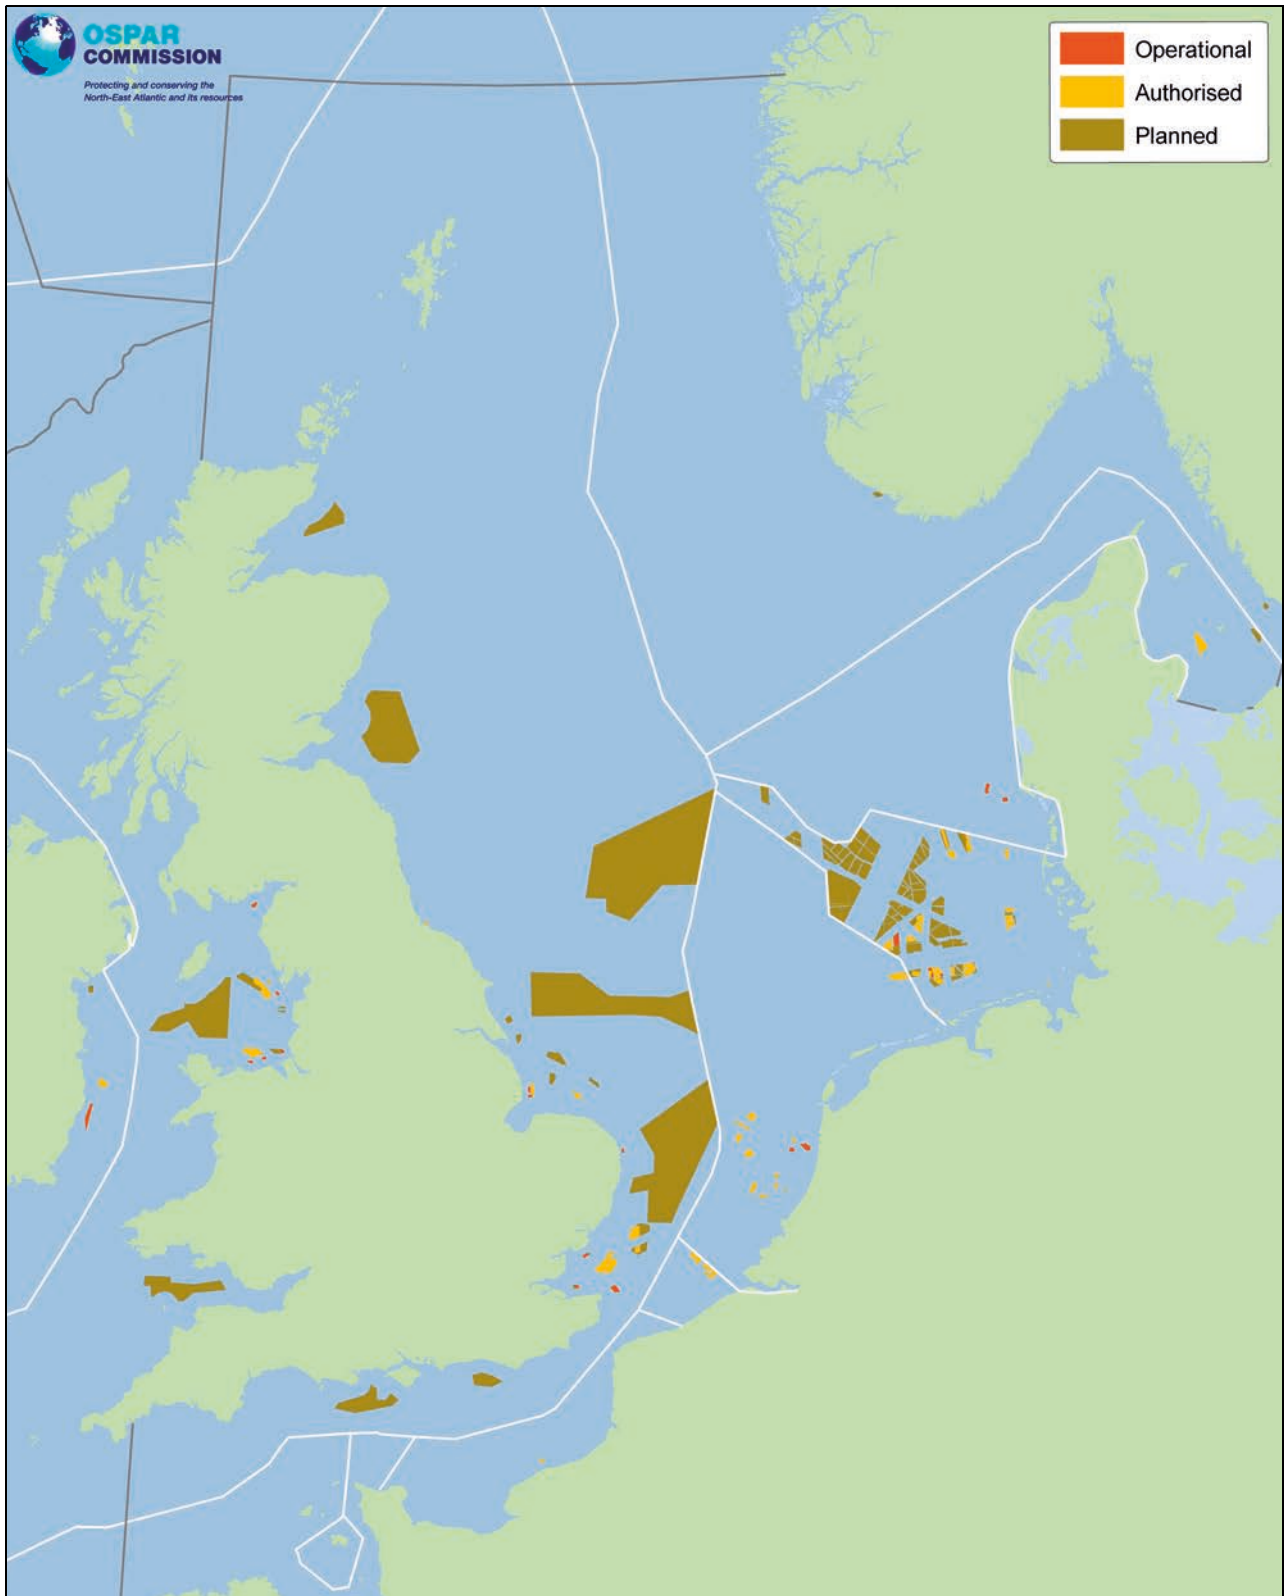 OSPAR
COMMISSION
Protecting and conserving the
North-East Atlantic and its resources
Operational
Authorised
Planned